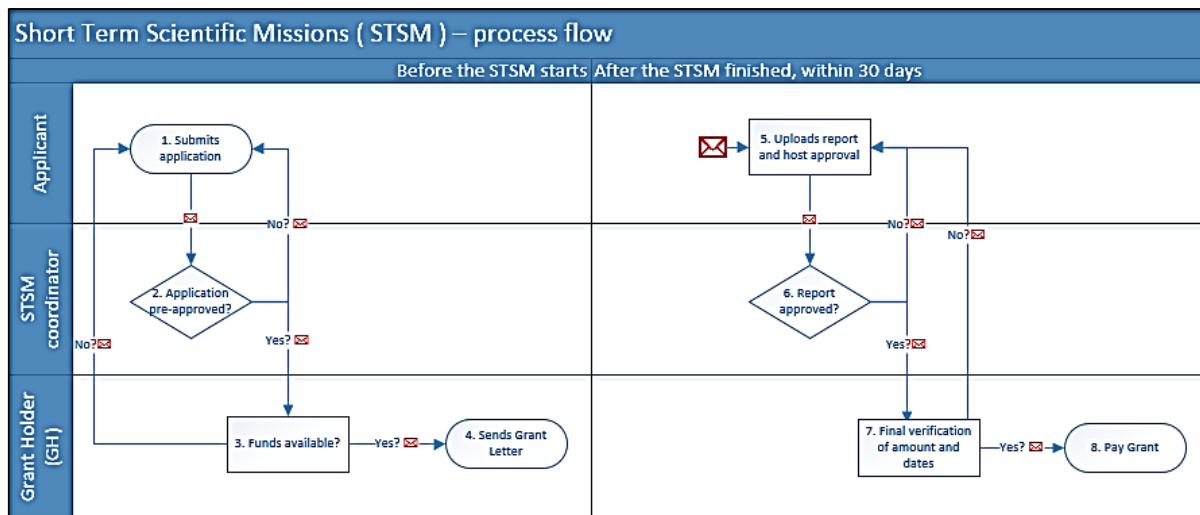 Short Term Scientific Missions ( STSM ) – process flow
Before the STSM starts
After the STSM finished, within 30 days
Applicant
1. Submits
application
No?
5. Uploads report
and host approval
No?
No?
STSM
coordinator
2. Application
pre-approved?
Yes?
No?
6. Report
approved?
Yes?
Grant Holder
(GH)
3. Funds available?
Yes?
4. Sends Grant
Letter
7. Final verification
of amount and
dates
Yes?
8. Pay Grant